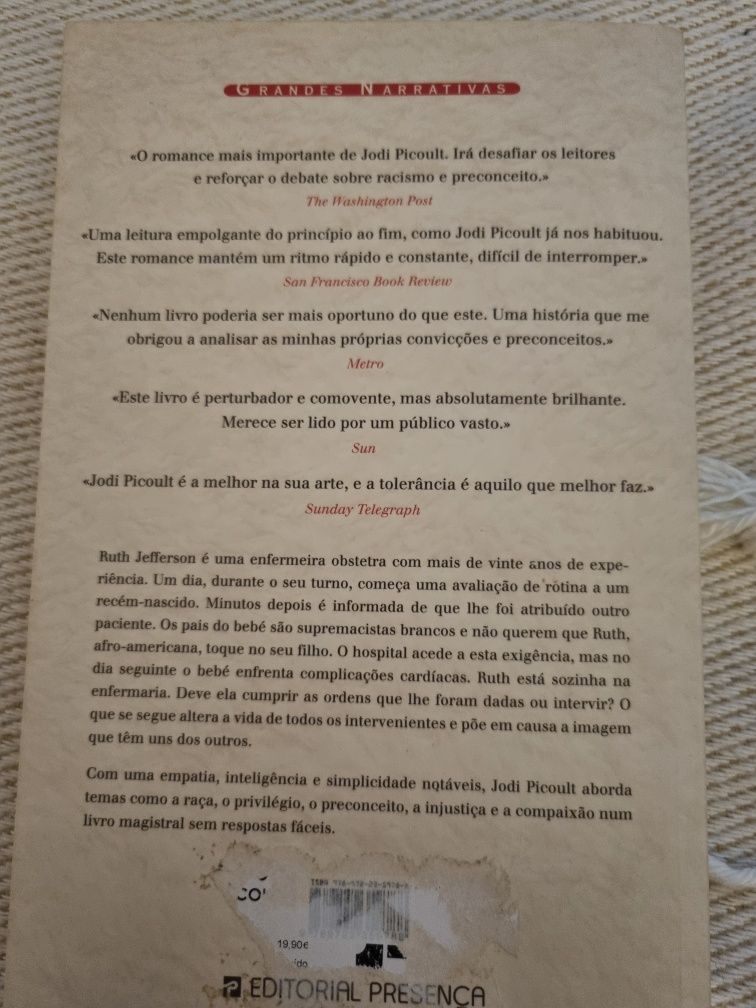 GRANDES NARRATIVAS
«O romance mais importante de Jodi Picoult. Irá desafiar os leitores
e reforçar o debate sobre racismo e preconceito.»
The Washington Post
«Uma leitura empolgante do princípio ao fim, como Jodi Picoult já nos habituou.
Este romance mantém um ritmo rápido e constante, difícil de interromper.»
San Francisco Book Review
«Nenhum livro poderia ser mais oportuno do que este. Uma história que me
obrigou a analisar as minhas próprias convicções e preconceitos.»
Metro
«Este livro é perturbador e comovente, mas absolutamente brilhante.
Merece ser lido por um público vasto.»
Sun
«Jodi Picoult é a melhor na sua arte, e a tolerância é aquilo que melhor faz.»
Sunday Telegraph
Ruth Jefferson é uma enfermeira obstetra com mais de vinte anos de expe-
riência. Um dia, durante o seu turno, começa uma avaliação de rotina a um
recém-nascido. Minutos depois é informada de que lhe foi atribuído outro
paciente. Os pais do bebé são supremacistas brancos e não querem que Ruth,
afro-americana, toque no seu filho. O hospital acede a esta exigência, mas no
dia seguinte o bebé enfrenta complicações cardíacas. Ruth está sozinha na
enfermaria. Deve ela cumprir as ordens que lhe foram dadas ou intervir? O
que se segue altera a vida de todos os intervenientes e põe em causa a imagem
que têm uns dos outros.
Com uma empatia, inteligência e simplicidade notáveis, Jodi Picoult aborda
temas como a raça, o privilégio, o preconceito, a injustiça e a compaixão num
livro magistral sem respostas fáceis.
ISBN
19,90€
EDITORIAL PRESENÇA